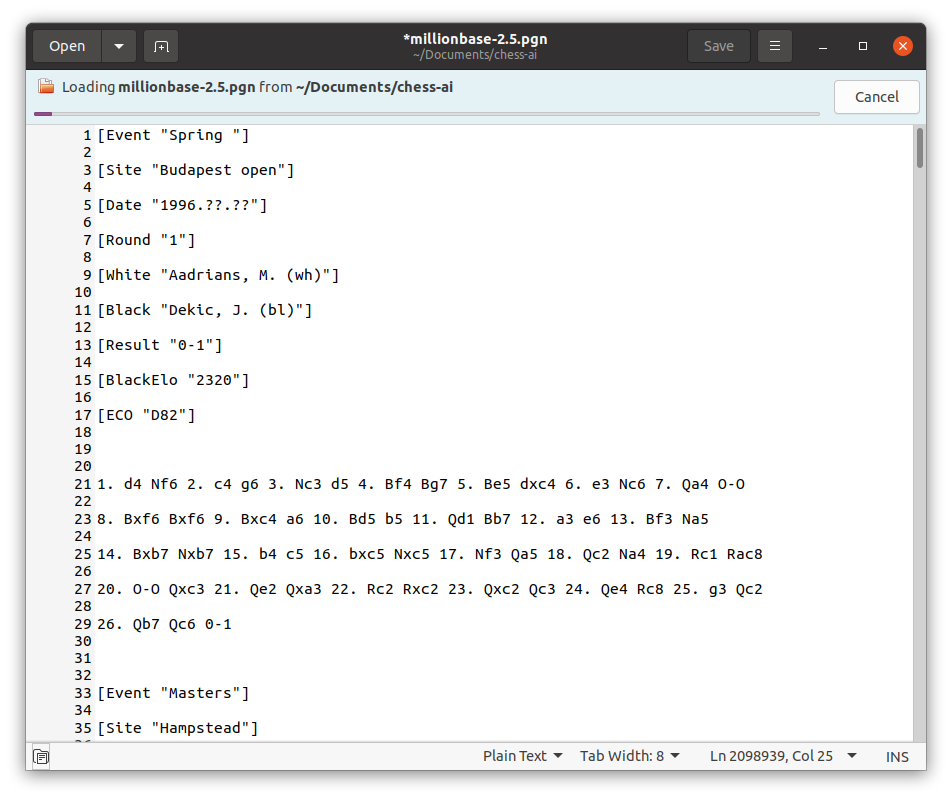 Open
*millionbase-2.5.pgn
~/Documents/chess-ai
Save
Loading millionbase-2.5.pgn from ~/Documents/chess-ai
Cancel
1 [Event "Spring "]
2
3 [Site "Budapest open"]
4
5 [Date "1996.??.??"]
6
7 [Round "1"]
8
9 [White "Aadrians, M. (wh)"]
10
11 [Black "Dekic, J. (bl)"]
12
13 [Result "0-1"]
14
15 [BlackElo "2320"]
16
17 [ECO "D82"]
18
19
20
21 1. d4 Nf6 2. c4 g6 3. Nc3 d5 4. Bf4 Bg7 5. Be5 dxc4 6. e3 Nc6 7. Qa4 O-O
22
23 8. Bxf6 Bxf6 9. Bxc4 a6 10. Bd5 b5 11. Qd1 Bb7 12. a3 e6 13. Bf3 Na5
24
25 14. Bxb7 Nxb7 15. b4 c5 16. bxc5 Nxc5 17. Nf3 Qa5 18. Qc2 Na4 19. Rc1 Rac8
26
27 20. O-O Qxc3 21. Qe2 Qxa3 22. Rc2 Rxc2 23. Qxc2 Qc3 24. Qe4 Rc8 25. g3 Qc2
28
29 26. Qb7 Qc6 0-1
30
31
32
33 [Event "Masters"]
34
35 [Site "Hampstead"]
Plain Text
Tab Width: 8
Ln 2098939, Col 25
INS